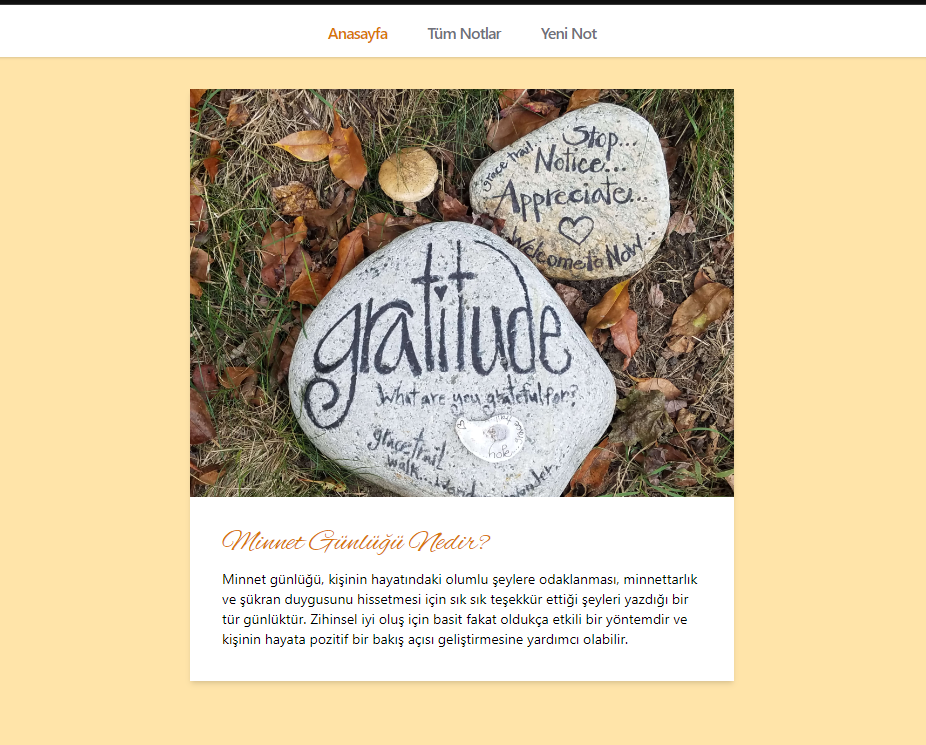 Anasayfa Tüm Notlar Yeni Not
Stop...
grace trail
Notice...
Appreciate...
Welcome to Now...
gratitude
What are you grateful for?
grace trail
hole
walk...
wonder.
Minnet Günlüğü Nedir?
Minnet günlüğü, kişinin hayatındaki olumlu şeylere odaklanması, minnettarlık
ve şükran duygusunu hissetmesi için sık sık teşekkür ettiği şeyleri yazdığı bir
tür günlüktür. Zihinsel iyi oluş için basit fakat oldukça etkili bir yöntemdir ve
kişinin hayata pozitif bir bakış açısı geliştirmesine yardımcı olabilir.